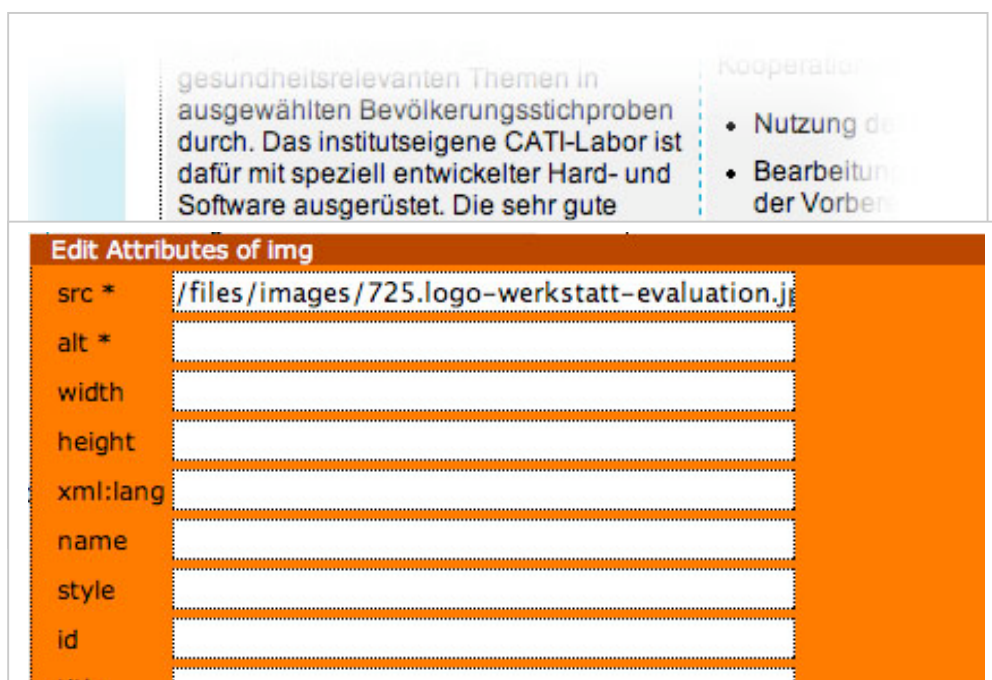 gesundheitsrelevanten Themen in
ausgewählten Bevölkerungsstichproben
durch. Das institutseigene CATI-Labor ist
dafür mit speziell entwickelter Hard- und
Software ausgerüstet. Die sehr gute
• Nutzung
• Bearbeitung
der
Edit Attributes of img
src * /files/images/725.logo-werkstatt-evaluation.jp
alt *
width
height
xml:lang
name
style
id